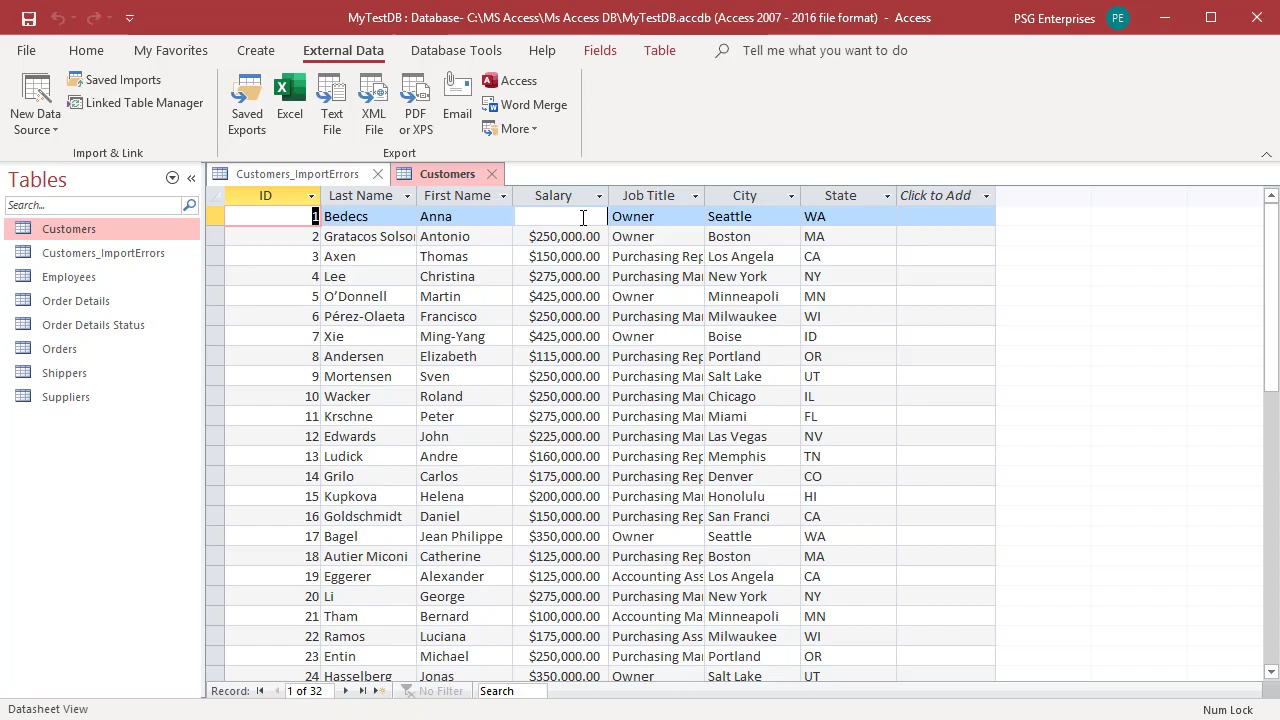 MyTestDB : Database- C:\MS Access\Ms Access DB\MyTestDB.accdb (Access 2007 - 2016 file format) - Access
PSG Enterprises PE
File Home My Favorites Create External Data Database Tools Help Fields Table Tell me what you want to do
New Data Source
Saved Imports
Linked Table Manager
Import & Link
Saved Exports
Excel
Text File
XML File
PDF or XPS
Email
Access
Word Merge
More
Export
Tables
Search...
Customers
Customers_ImportErrors
Employees
Order Details
Order Details Status
Orders
Shippers
Suppliers
Customers_ImportErrors Customers
ID Last Name First Name Salary Job Title City State Click to Add
1 Bedecs Anna Owner Seattle WA
2 Gratacos Solsor Antonio $250,000.00 Owner Boston MA
3 Axen Thomas $150,000.00 Purchasing Rep Los Angela CA
4 Lee Christina $275,000.00 Purchasing Mar New York NY
5 O’Donnell Martin $425,000.00 Owner Minneapoli MN
6 Pérez-Olaeta Francisco $250,000.00 Purchasing Mar Milwaukee WI
7 Xie Ming-Yang $425,000.00 Owner Boise ID
8 Andersen Elizabeth $115,000.00 Purchasing Rep Portland OR
9 Mortensen Sven $250,000.00 Purchasing Mar Salt Lake UT
10 Wacker Roland $250,000.00 Purchasing Mar Chicago IL
11 Krschne Peter $275,000.00 Purchasing Mar Miami FL
12 Edwards John $225,000.00 Purchasing Mar Las Vegas NV
13 Ludick Andre $160,000.00 Purchasing Rep Memphis TN
14 Grilo Carlos $175,000.00 Purchasing Rep Denver CO
15 Kupkova Helena $200,000.00 Purchasing Mar Honolulu HI
16 Goldschmidt Daniel $150,000.00 Purchasing Rep San Franci CA
17 Bagel Jean Philippe $350,000.00 Owner Seattle WA
18 Autier Miconi Catherine $125,000.00 Purchasing Rep Boston MA
19 Eggerer Alexander $125,000.00 Accounting Ass Los Angela CA
20 Li George $275,000.00 Purchasing Mar New York NY
21 Tham Bernard $100,000.00 Accounting Mar Minneapoli MN
22 Ramos Luciana $175,000.00 Purchasing Ass Milwaukee WI
23 Entin Michael $250,000.00 Purchasing Mar Portland OR
24 Hasselberg Jonas $350,000.00 Owner Salt Lake UT
Record: 1 of 32 No Filter Search
Datasheet View Num Lock